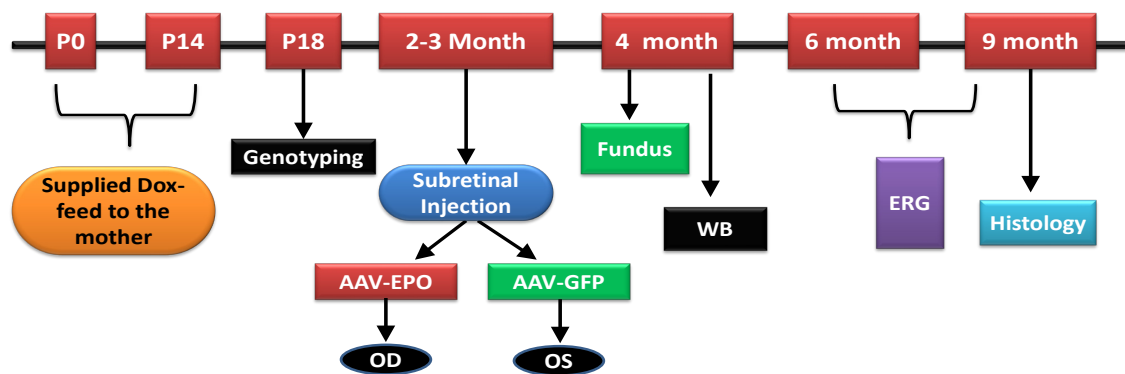 P0
P14
P18
2-3 Month
4 month
6 month
9 month
Genotyping
Fundus
Supplied Dox-
feed to the
mother
Subretinal
Injection
WB
ERG
Histology
AAV-EPO
AAV-GFP
OD
OS